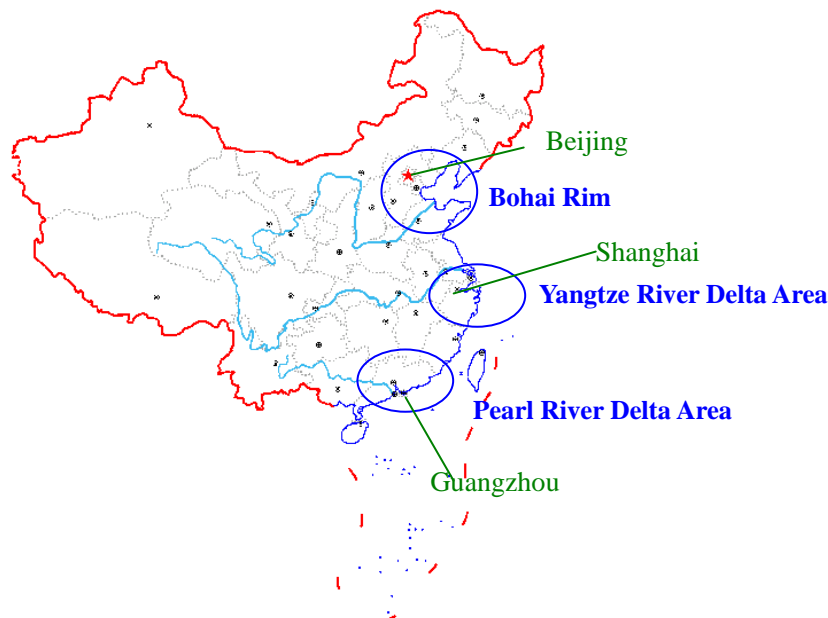 Beijing
Bohai Rim
Shanghai
Yangtze River Delta Area
Pearl River Delta Area
Guangzhou